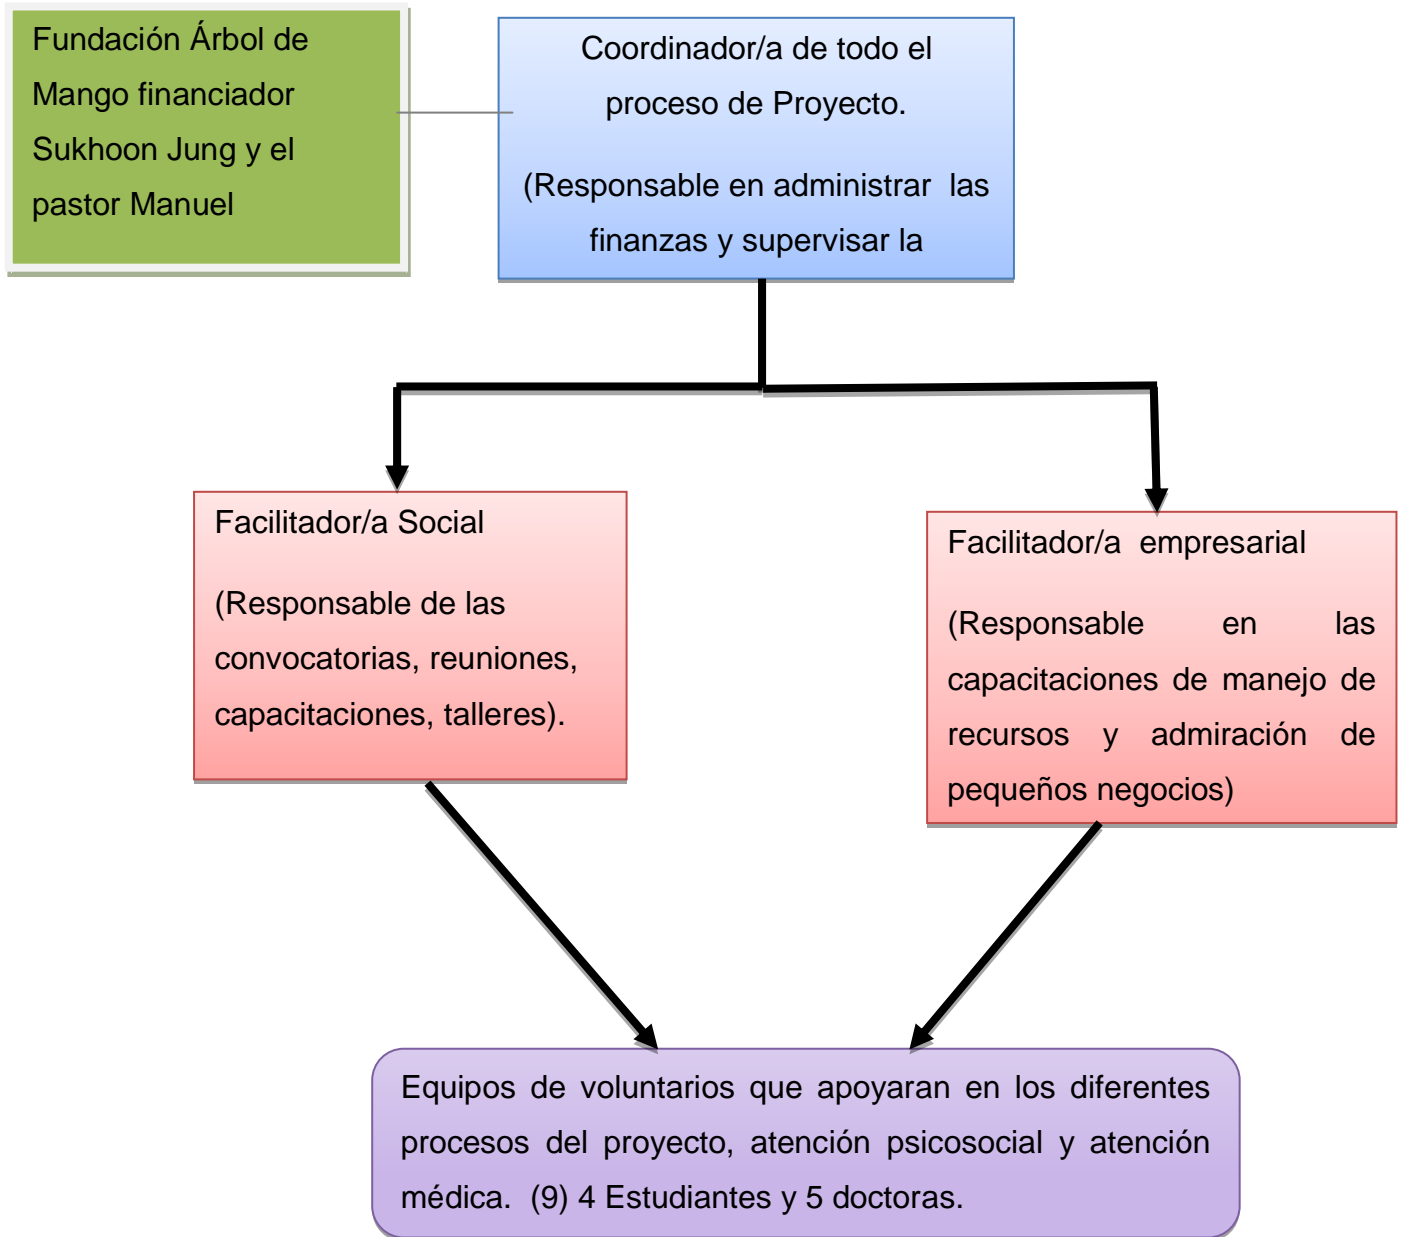 Fundación Árbol de
Mango financiador
Sukhoon Jung y el
pastor Manuel
Coordinador/a de todo el
proceso de Proyecto.
(Responsable en administrar las
finanzas y supervisar la
Facilitador/a Social
(Responsable de las
convocatorias, reuniones,
capacitaciones, talleres).
Facilitador/a empresarial
(Responsable en las
capacitaciones de manejo de
recursos y admiración de
pequeños negocios)
Equipos de voluntarios que apoyaran en los diferentes
procesos del proyecto, atención psicosocial y atención
médica. (9) 4 Estudiantes y 5 doctoras.